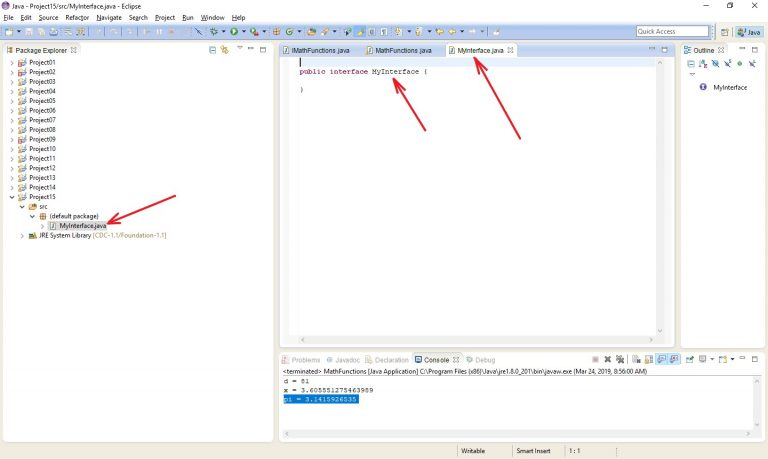 Java - Project15/src/MyInterface.java - Eclipse
File Edit Source Refactor Navigate Search Project Run Window Help
Quick Access
Java
Package Explorer
Project01
Project02
Project03
Project04
Project05
Project06
Project07
Project08
Project09
Project10
Project11
Project12
Project13
Project14
Project15
src
(default package)
MyInterface.java
JRE System Library [CDC-1.1/Foundation-1.1]
IMathFunctions.java
MathFunctions.java
MyInterface.java
public interface MyInterface {
}
Outline
MyInterface
Problems Javadoc Declaration Console Debug
<terminated> MathFunctions [Java Application] C:\Program Files (x86)\Java\jre1.8.0_201\bin\javaw.exe (Mar 24, 2019, 8:56:00 AM)
d = 81
x = 3.605551275463989
pi = 3.1415926535
Writable
Smart Insert
1 : 1